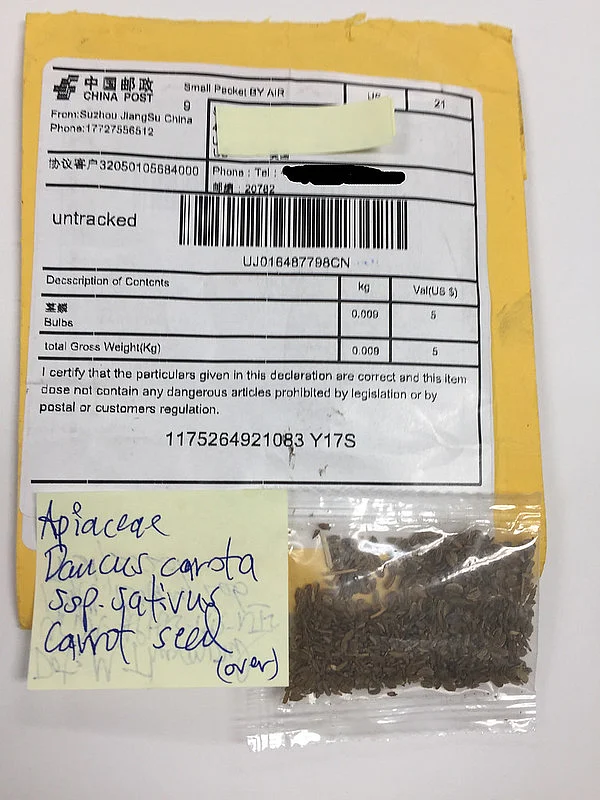 中国邮政
CHINA POST
Small Packet BY AIR
21
g
From:Suzhou JiangSu China
Phone:17727556512
协议客户32050105684000
Phone : Tel :
邮编 : 20782
untracked
UJ016487798CN
Decscription of Contents kg Val(US $)
Bulbs 0.009 5
total Gross Weight(Kg) 0.009 5
I certify that the particulars given in this declaration are correct and this item
dose not contain any dangerous articles prohibited by legislation or by
postal or customers regulation.
1175264921083 Y17S
Apiaceae
Daucus carota
ssp. sativus
Carrot seed
(over)